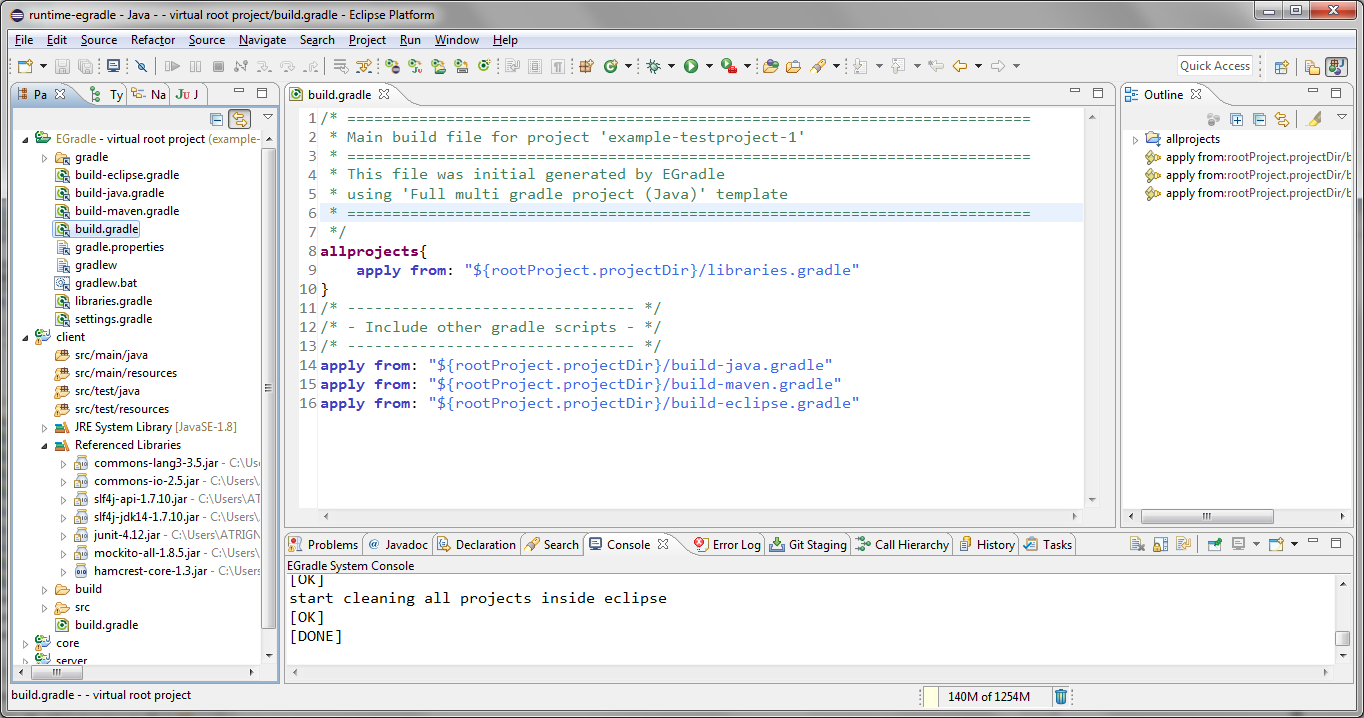 runtime-egradle - Java - - virtual root project/build.gradle - Eclipse Platform
File Edit Source Refactor Source Navigate Search Project Run Window Help
Quick Access
Pa Ty Na Ju J
EGradle - virtual root project (example-
gradle
build-eclipse.gradle
build-java.gradle
build-maven.gradle
build.gradle
gradle.properties
gradlew
gradlew.bat
libraries.gradle
settings.gradle
client
src/main/java
src/main/resources
src/test/java
src/test/resources
JRE System Library [JavaSE-1.8]
Referenced Libraries
commons-lang3-3.5.jar - C:\Us
commons-io-2.5.jar - C:\Users\
slf4j-api-1.7.10.jar - C:\Users\AT
slf4j-jdk14-1.7.10.jar - C:\Users
junit-4.12.jar - C:\Users\ATRIGN
mockito-all-1.8.5.jar - C:\Users\
hamcrest-core-1.3.jar - C:\Users
build
src
build.gradle
core
server
build.gradle
1 /* ============================================================================
2 * Main build file for project 'example-testproject-1'
3 * ============================================================================
4 * This file was initial generated by EGradle
5 * using 'Full multi gradle project (Java)' template
6 * ============================================================================
7 */
8 allprojects{
9 apply from: "${rootProject.projectDir}/libraries.gradle"
10 }
11 /* -------------------------------- */
12 /* - Include other gradle scripts - */
13 /* -------------------------------- */
14 apply from: "${rootProject.projectDir}/build-java.gradle"
15 apply from: "${rootProject.projectDir}/build-maven.gradle"
16 apply from: "${rootProject.projectDir}/build-eclipse.gradle"
Outline
allprojects
apply from:rootProject.projectDir/b
apply from:rootProject.projectDir/b
apply from:rootProject.projectDir/b
Problems @ Javadoc Declaration Search Console Error Log Git Staging Call Hierarchy History Tasks
EGradle System Console
[OK]
start cleaning all projects inside eclipse
[OK]
[DONE]
build.gradle - - virtual root project
140M of 1254M